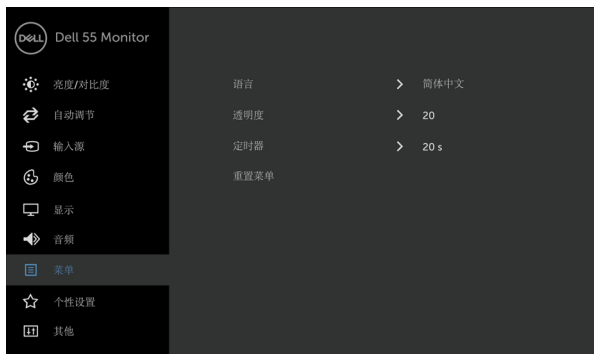 DELL Dell 55 Monitor
亮度/对比度 语言 简体中文
自动调节 透明度 20
输入源 定时器 20 s
颜色 重置菜单
显示
音频
菜单
个性设置
其他